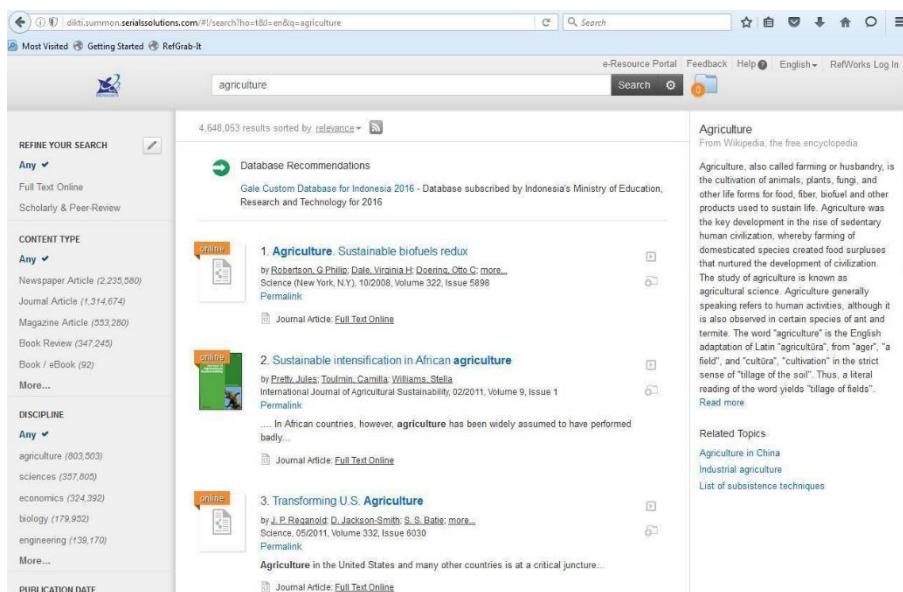 dikti.summon.serialssolutions.com/#!/search?ho=t&l=en&q=agriculture
Search
Most Visited Getting Started RefGrab-It
e-Resource Portal Feedback Help English RefWorks Log In
agriculture Search
0
REFINE YOUR SEARCH
Any
Full Text Online
Scholarly & Peer-Review
CONTENT TYPE
Any
Newspaper Article (2,235,580)
Journal Article (1,314,674)
Magazine Article (553,280)
Book Review (347,245)
Book / eBook (92)
More...
DISCIPLINE
Any
agriculture (803,503)
sciences (357,805)
economics (324,392)
biology (179,952)
engineering (139,170)
More...
PUBLICATION DATE
4,648,053 results sorted by relevance
Database Recommendations
Gale Custom Database for Indonesia 2016 - Database subscribed by Indonesia's Ministry of Education,
Research and Technology for 2016
online
1. Agriculture. Sustainable biofuels redux
by Robertson, G Philip; Dale, Virginia H; Doering, Otto C; more...
Science (New York, N.Y.), 10/2008, Volume 322, Issue 5898
Permalink
Journal Article: Full Text Online
online
2. Sustainable intensification in African agriculture
by Pretty, Jules; Toulmin, Camilla; Williams, Stella
International Journal of Agricultural Sustainability, 02/2011, Volume 9, Issue 1
Permalink
.... In African countries, however, agriculture has been widely assumed to have performed
badly...
Journal Article: Full Text Online
online
3. Transforming U.S. Agriculture
by J. P. Reganold; D. Jackson-Smith; S. S. Batie; more...
Science, 05/2011, Volume 332, Issue 6030
Permalink
Agriculture in the United States and many other countries is at a critical juncture...
Journal Article: Full Text Online
Agriculture
From Wikipedia, the free encyclopedia
Agriculture, also called farming or husbandry, is
the cultivation of animals, plants, fungi, and
other life forms for food, fiber, biofuel and other
products used to sustain life. Agriculture was
the key development in the rise of sedentary
human civilization, whereby farming of
domesticated species created food surpluses
that nurtured the development of civilization.
The study of agriculture is known as
agricultural science. Agriculture generally
speaking refers to human activities, although it
is also observed in certain species of ant and
termite. The word "agriculture" is the English
adaptation of Latin "agricultūra", from "ager", "a
field", and "cultūra", "cultivation" in the strict
sense of "tillage of the soil". Thus, a literal
reading of the word yields "tillage of fields".
Read more
Related Topics
Agriculture in China
Industrial agriculture
List of subsistence techniques